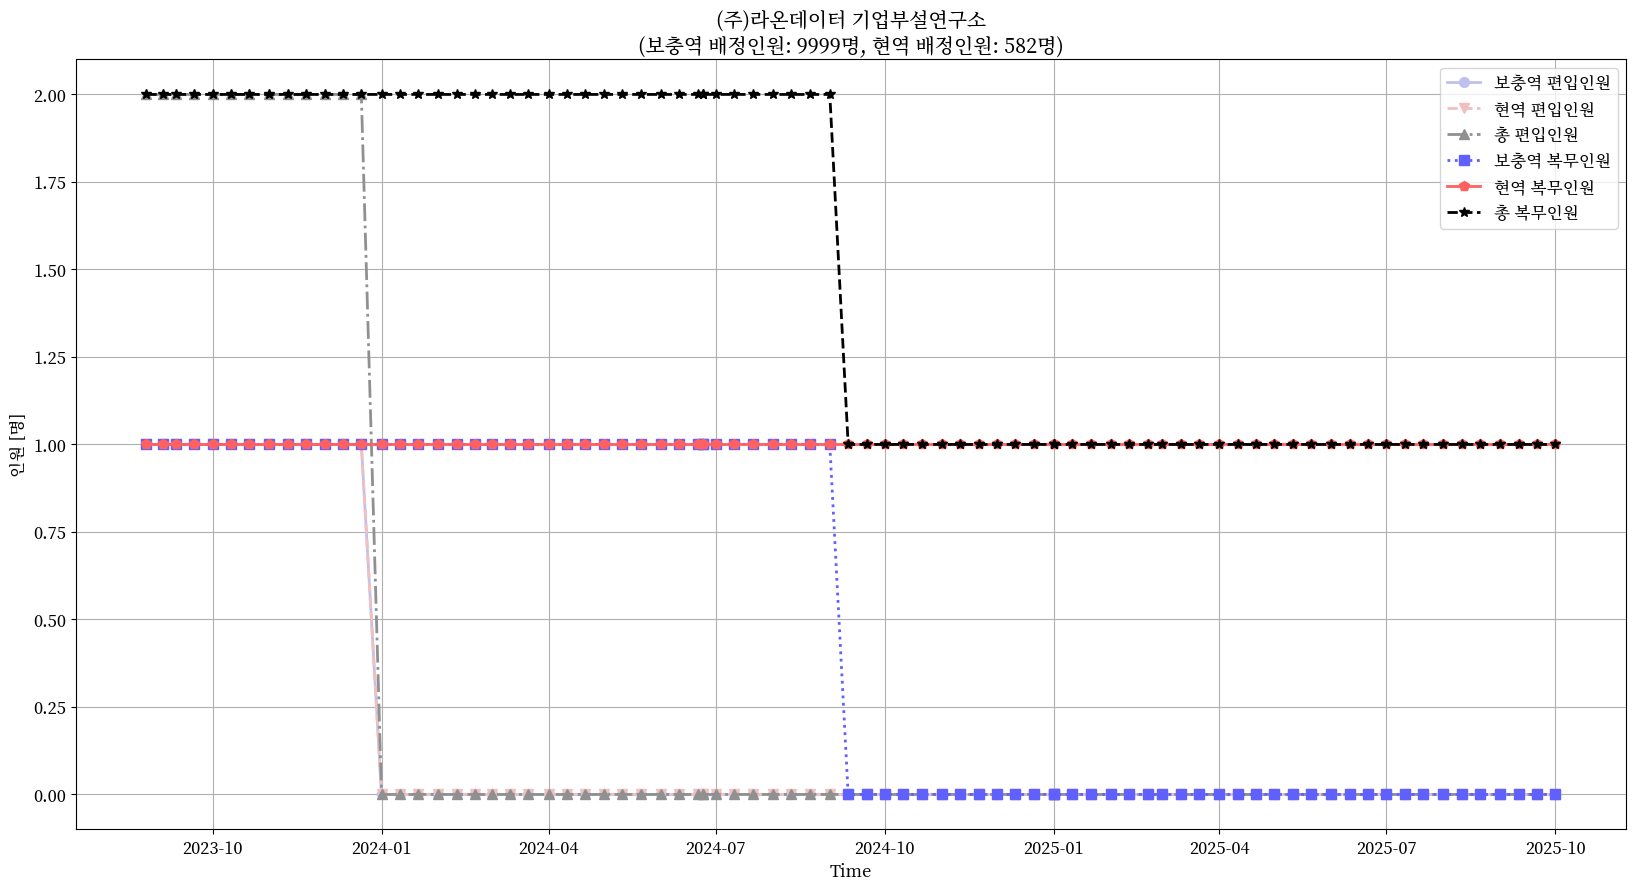 (주)라온데이터 기업부설연구소
(보충역 배정인원: 9999명, 현역 배정인원: 582명)
보충역 편입인원
현역 편입인원
총 편입인원
보충역 복무인원
현역 복무인원
총 복무인원
인원 [명]
2.00
1.75
1.50
1.25
1.00
0.75
0.50
0.25
0.00
2023-10
2024-01
2024-04
2024-07
2024-10
2025-01
2025-04
2025-07
2025-10
Time